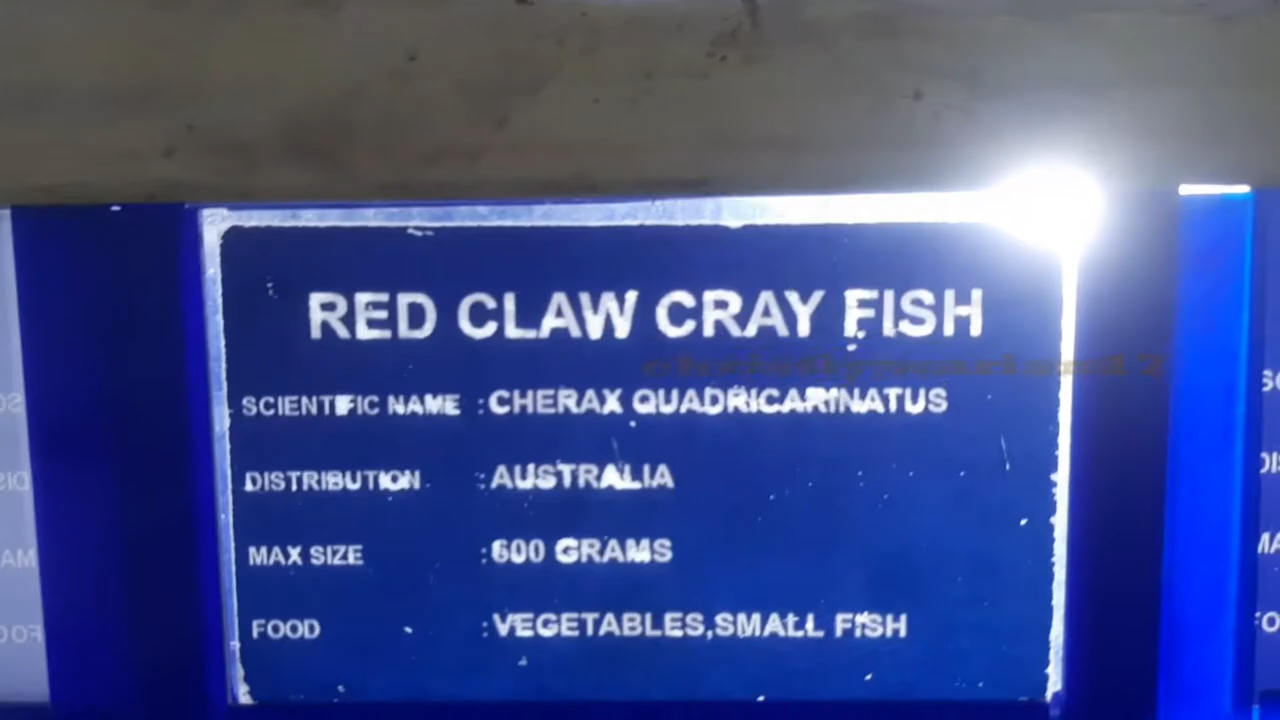 RED CLAW CRAY FISH
SCIENTIFIC NAME :CHERAX QUADRICARINATUS
DISTRIBUTION :AUSTRALIA
MAX SIZE :600 GRAMS
FOOD :VEGETABLES,SMALL FISH